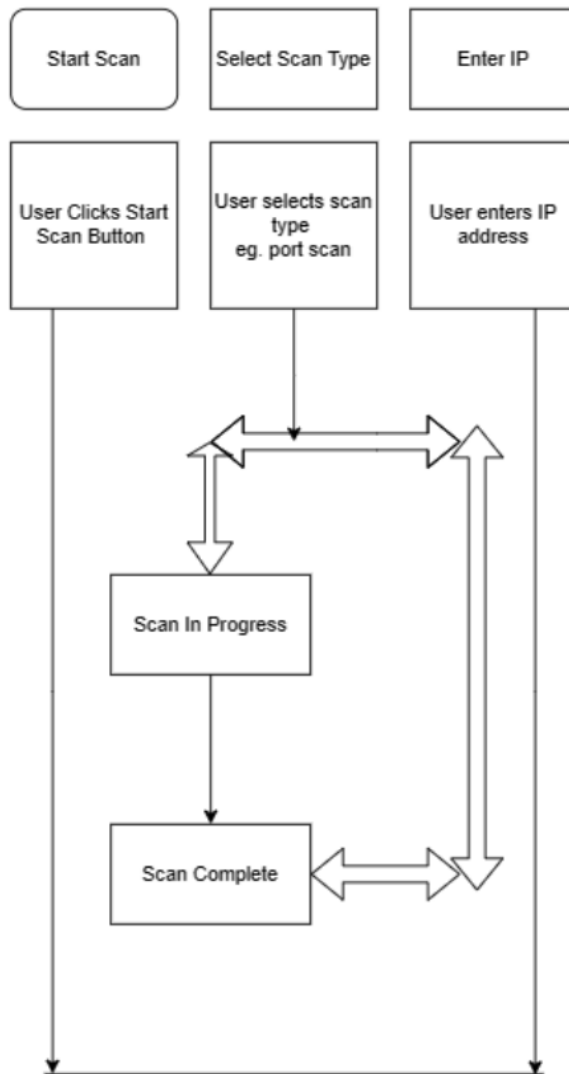 Start Scan
Select Scan Type
Enter IP
User Clicks Start
Scan Button
User selects scan
type
eg. port scan
User enters IP
address
Scan In Progress
Scan Complete